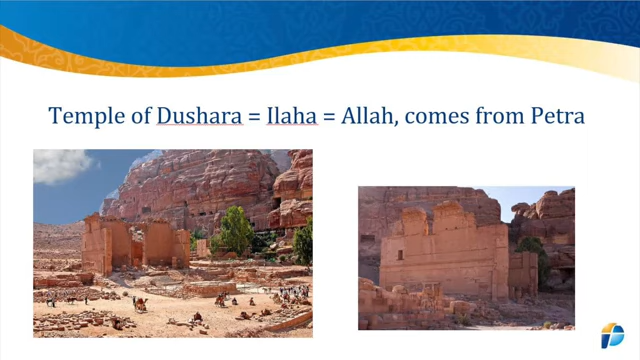 Temple of Dushara = Ilaha = Allah, comes from Petra